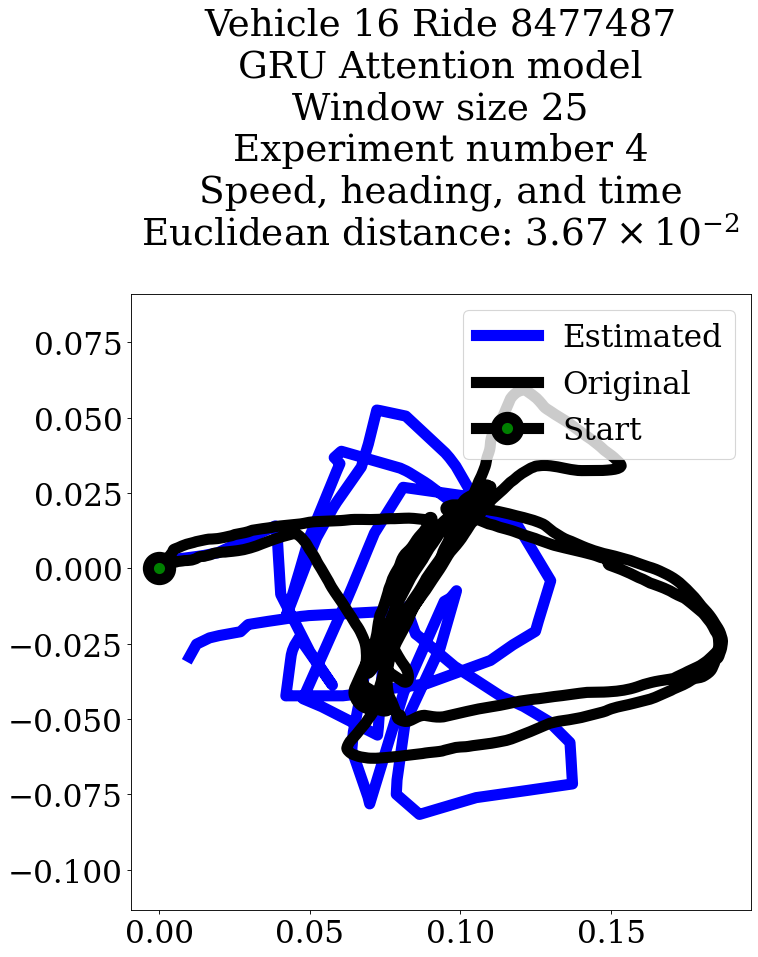 Vehicle 16 Ride 8477487
GRU Attention model
Window size 25
Experiment number 4
Speed, heading, and time
Euclidean distance: 3.67 × 10⁻²
Estimated
Original
Start
0.075
0.050
0.025
0.000
−0.025
−0.050
−0.075
−0.100
0.00 0.05 0.10 0.15